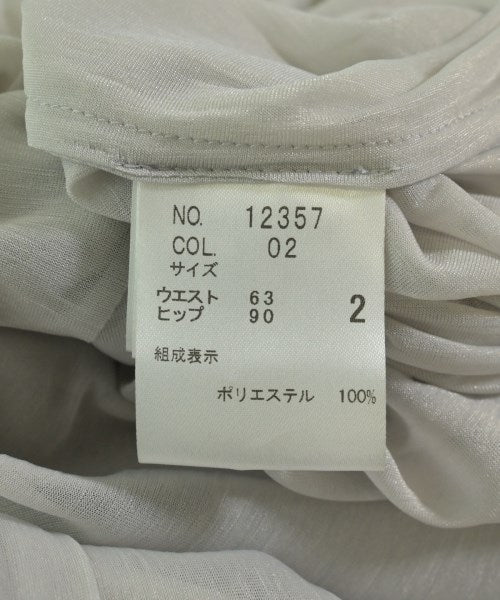 NO. 12357
COL. 02
サイズ
ウエスト 63
ヒップ 90 2
組成表示
ポリエステル 100%